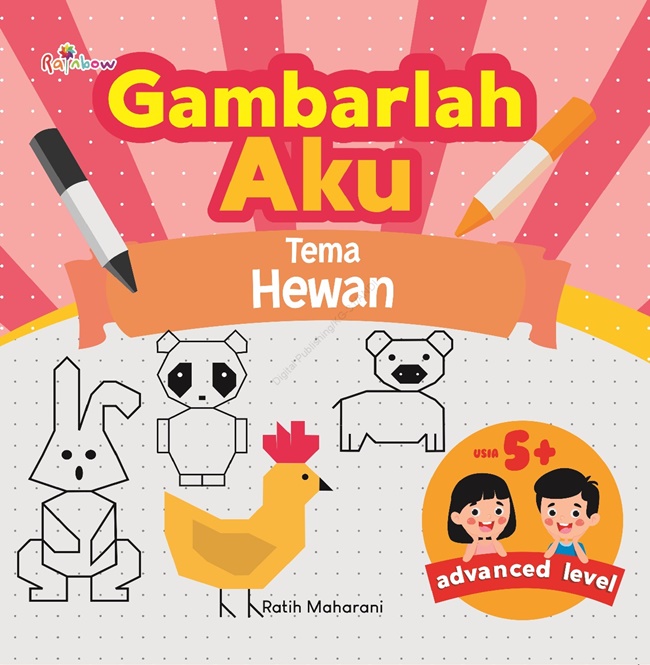 Rainbow
Gambarlah
Aku
Tema
Hewan
USIA 5+
advanced level
Ratih Maharani